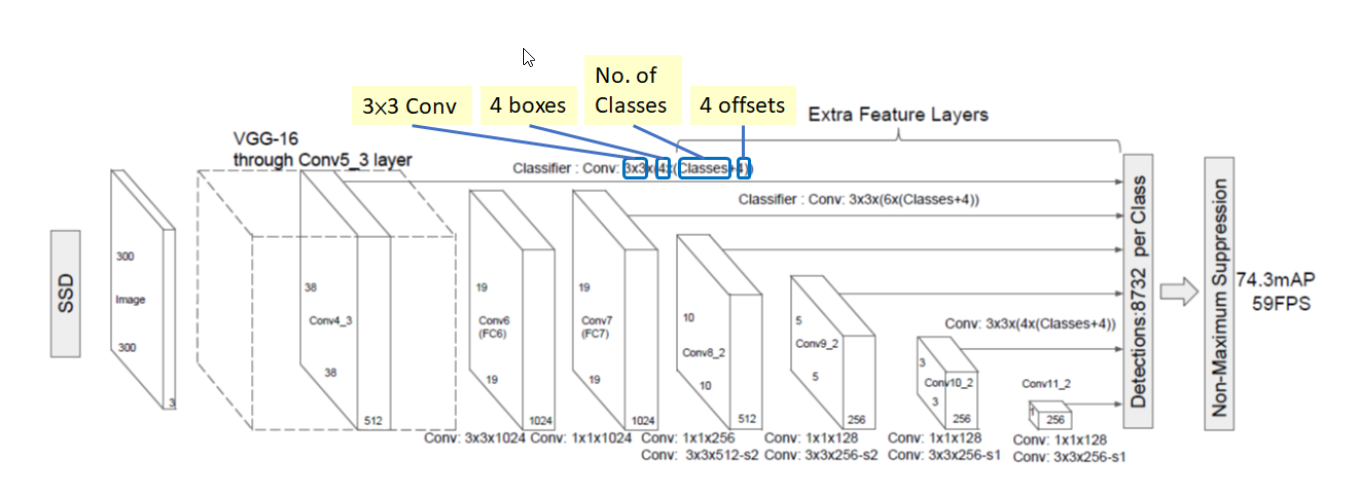 No. of
Classes
3×3 Conv
4 boxes
4 offsets
Extra Feature Layers
VGG-16
through Conv5_3 layer
Classifier : Conv: 3x3x(4x(Classes+4))
Classifier : Conv: 3x3x(6x(Classes+4))
SSD
300
Image
300
3
38
Conv4_3
38
512
19
Conv6
(FC6)
19
1024
19
Conv7
(FC7)
19
1024
10
Conv8_2
10
512
5
Conv9_2
5
256
Conv: 3x3x(4x(Classes+4))
3
Conv10_2
3
256
Conv11_2
1
256
Conv: 3x3x1024
Conv: 1x1x1024
Conv: 1x1x256
Conv: 3x3x512-s2
Conv: 1x1x128
Conv: 3x3x256-s2
Conv: 1x1x128
Conv: 3x3x256-s1
Conv: 1x1x128
Conv: 3x3x256-s1
Detections:8732 per Class
Non-Maximum Suppression
74.3mAP
59FPS